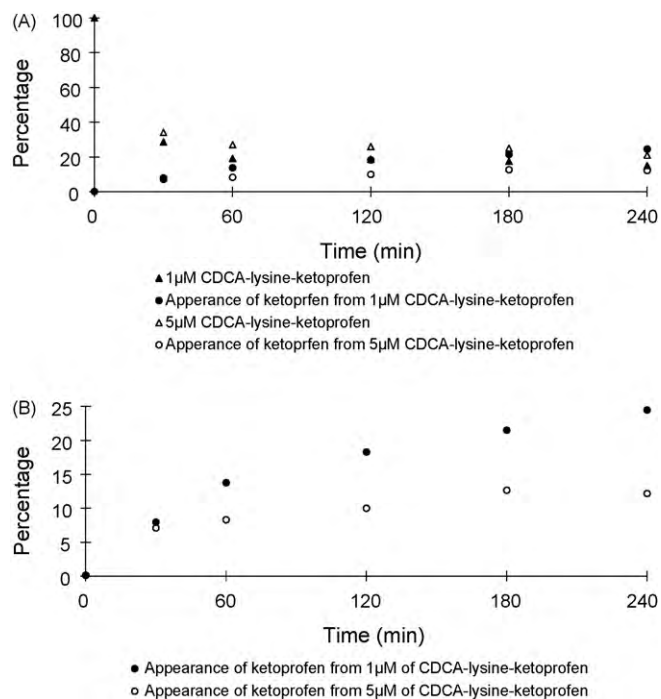 (A)
100
80
60
40
20
0
Percentage
0 60 120 180 240
Time (min)
▲ 1µM CDCA-lysine-ketoprofen
● Apperance of ketoprfen from 1µM CDCA-lysine-ketoprofen
△ 5µM CDCA-lysine-ketoprofen
○ Apperance of ketoprfen from 5µM CDCA-lysine-ketoprofen
(B)
25
20
15
10
5
0
Percentage
0 60 120 180 240
Time (min)
● Appearance of ketoprofen from 1µM of CDCA-lysine-ketoprofen
○ Appearance of ketoprofen from 5µM of CDCA-lysine-ketoprofen